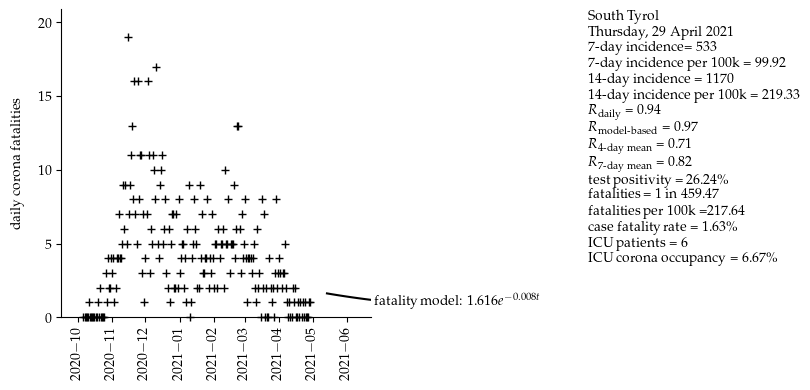 South Tyrol
Thursday, 29 April 2021
7-day incidence= 533
7-day incidence per 100k = 99.92
14-day incidence = 1170
14-day incidence per 100k = 219.33
R_daily = 0.94
R_model-based = 0.97
R_4-day mean = 0.71
R_7-day mean = 0.82
test positivity = 26.24%
fatalities = 1 in 459.47
fatalities per 100k =217.64
case fatality rate = 1.63%
ICU patients = 6
ICU corona occupancy = 6.67%
daily corona fatalities
20
15
10
5
0
fatality model: 1.616e^{−0.008t}
2020−10
2020−11
2020−12
2021−01
2021−02
2021−03
2021−04
2021−05
2021−06